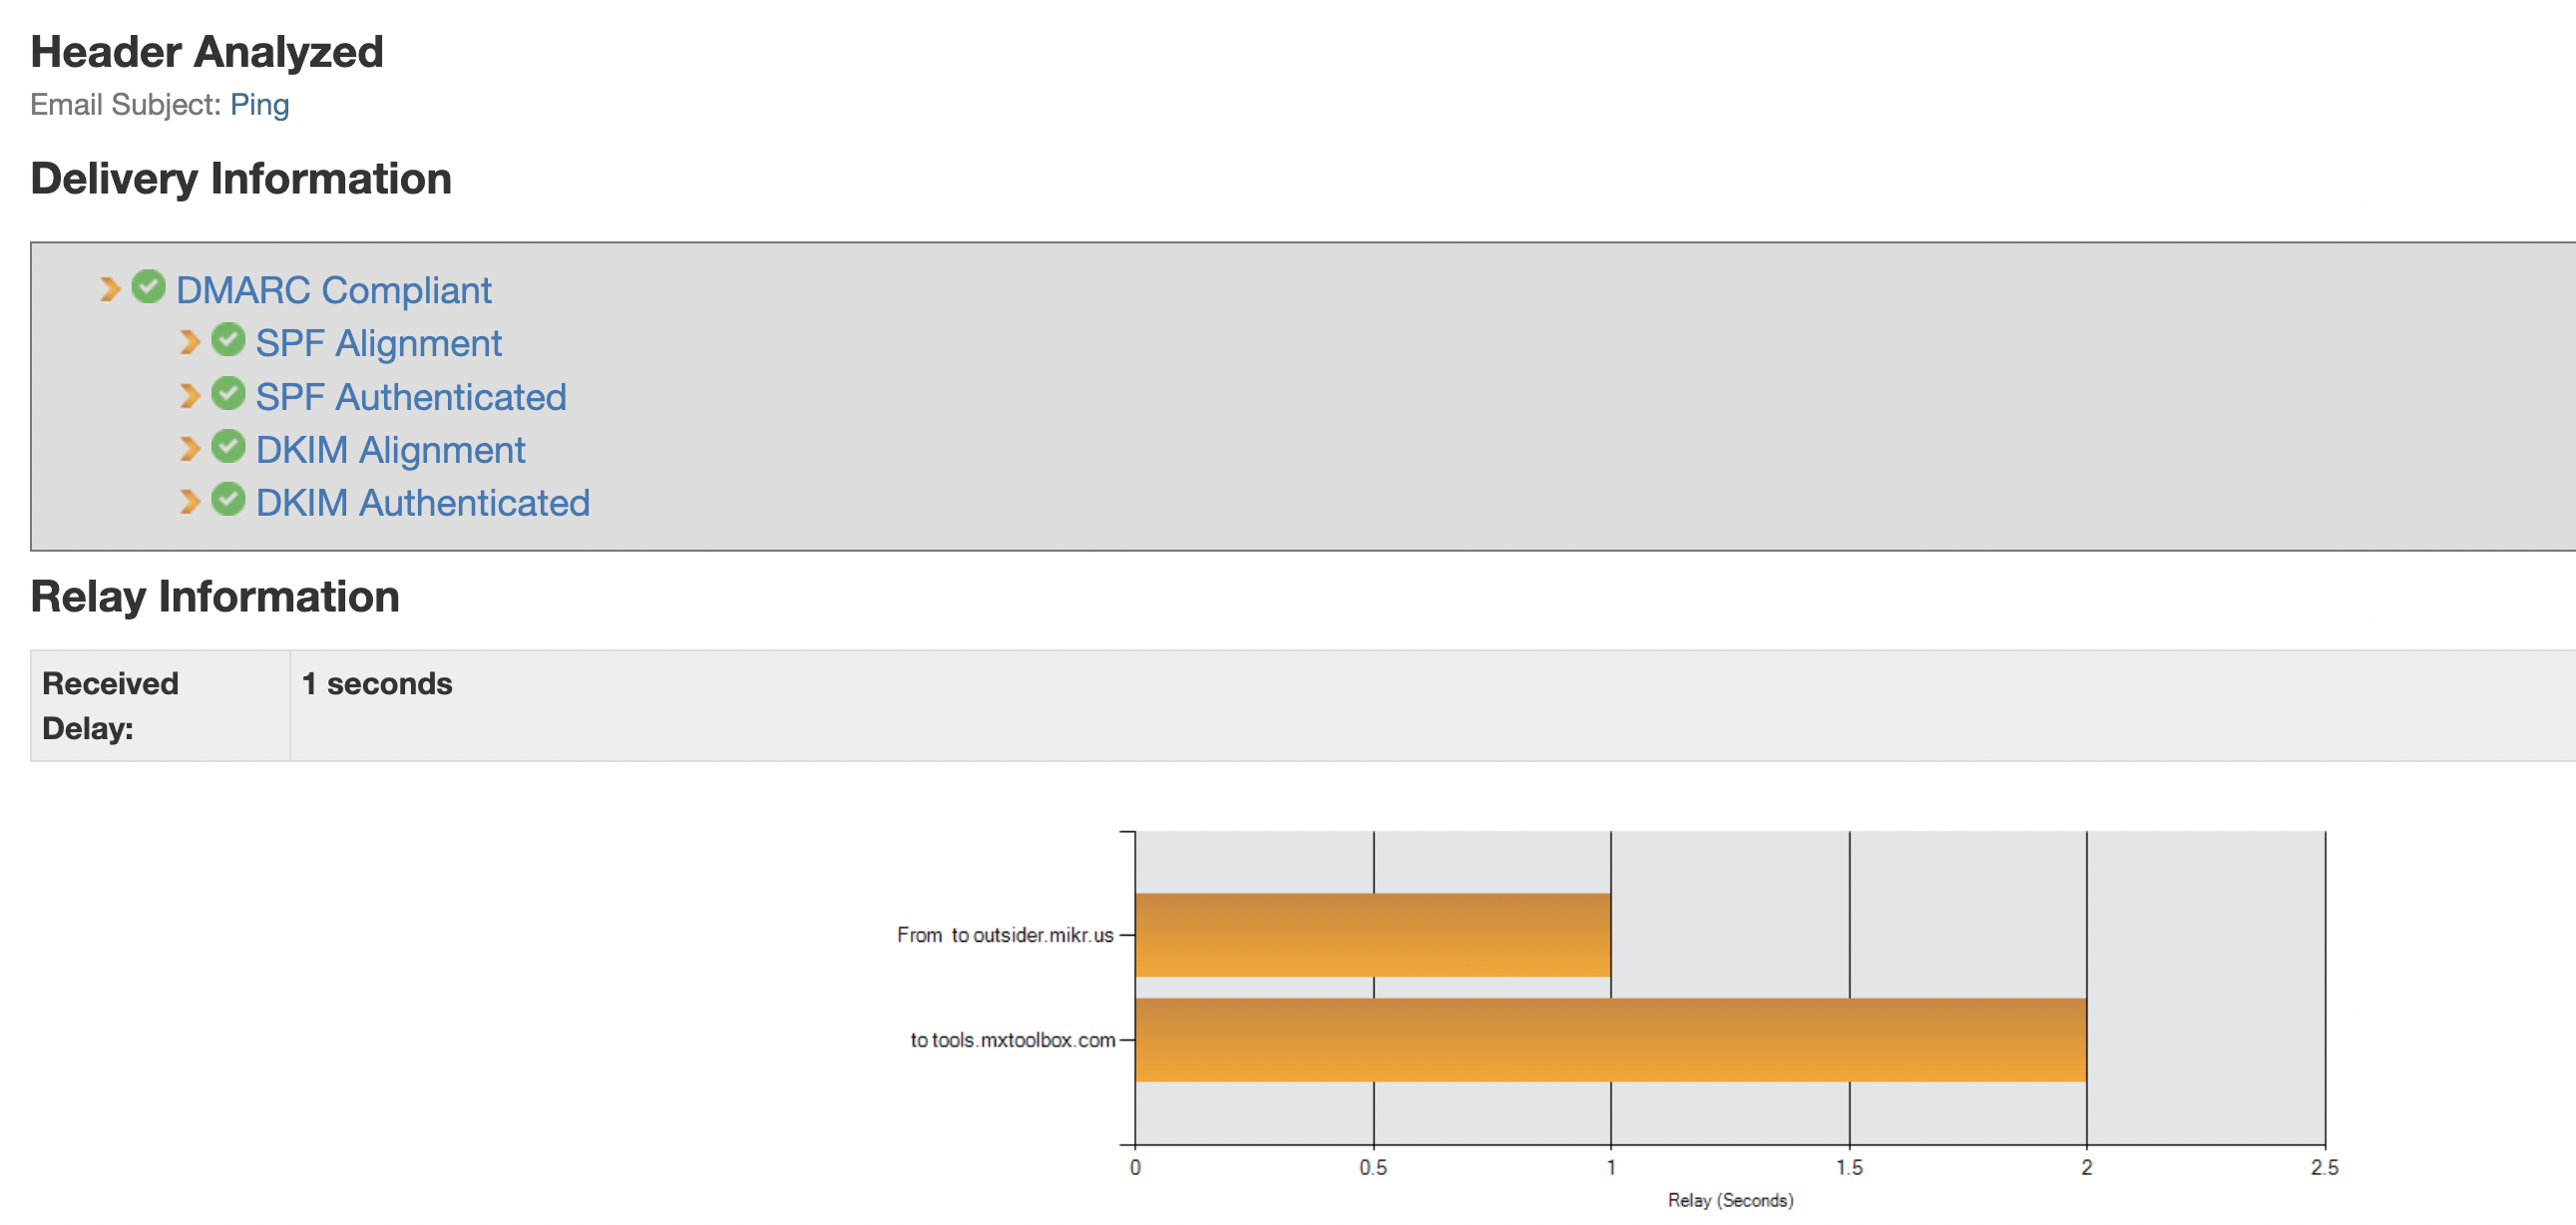 Header Analyzed
Email Subject: Ping
Delivery Information
DMARC Compliant
SPF Alignment
SPF Authenticated
DKIM Alignment
DKIM Authenticated
Relay Information
Received Delay:
1 seconds
From  to outsider.mikr.us
to tools.mxtoolbox.com
0 0.5 1 1.5 2 2.5
Relay (Seconds)